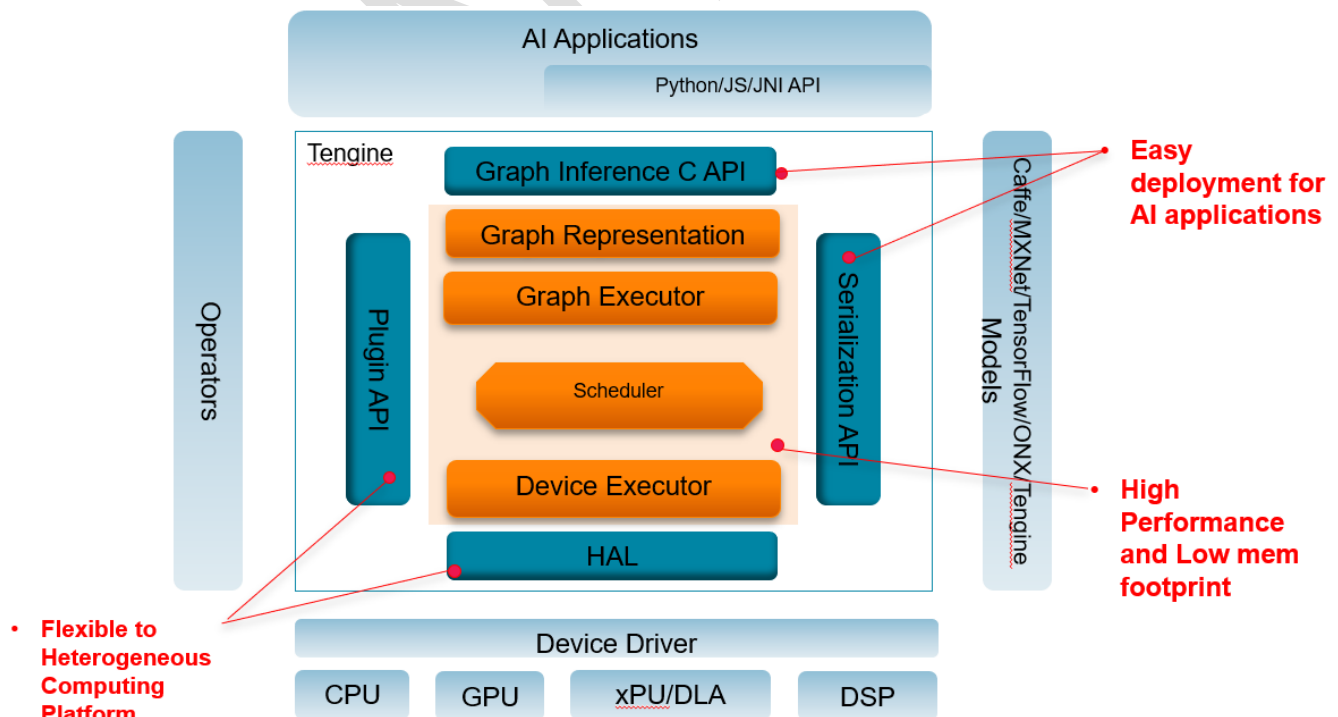 AI Applications
Python/JS/JNI API
Tengine
Graph Inference C API
Graph Representation
Graph Executor
Scheduler
Device Executor
HAL
Operators
Plugin API
Serialization API
Caffe/MXNet/TensorFlow/ONX/Tengine
Models
• Easy
deployment for
AI applications
• High
Performance
and Low mem
footprint
• Flexible to
Heterogeneous
Computing
Platform
Device Driver
CPU
GPU
xPU/DLA
DSP